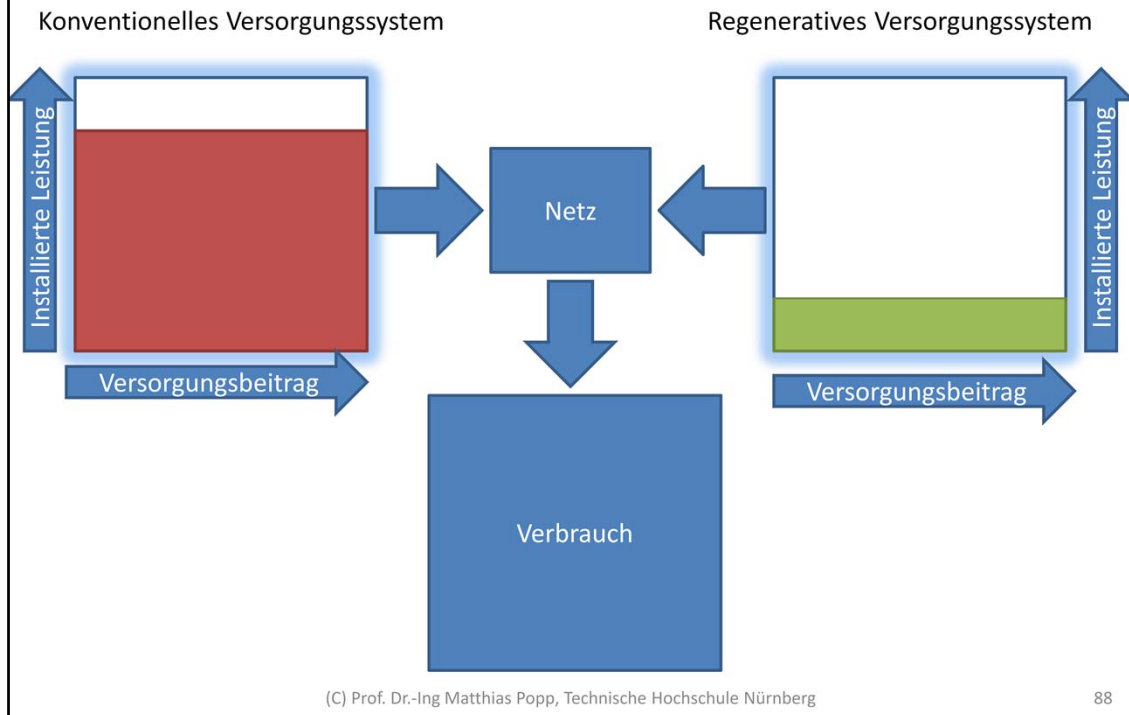 Konventionelles Versorgungssystem
Regeneratives Versorgungssystem
Installierte Leistung
Versorgungsbeitrag
Netz
Installierte Leistung
Versorgungsbeitrag
Verbrauch
(C) Prof. Dr.-Ing Matthias Popp, Technische Hochschule Nürnberg
88